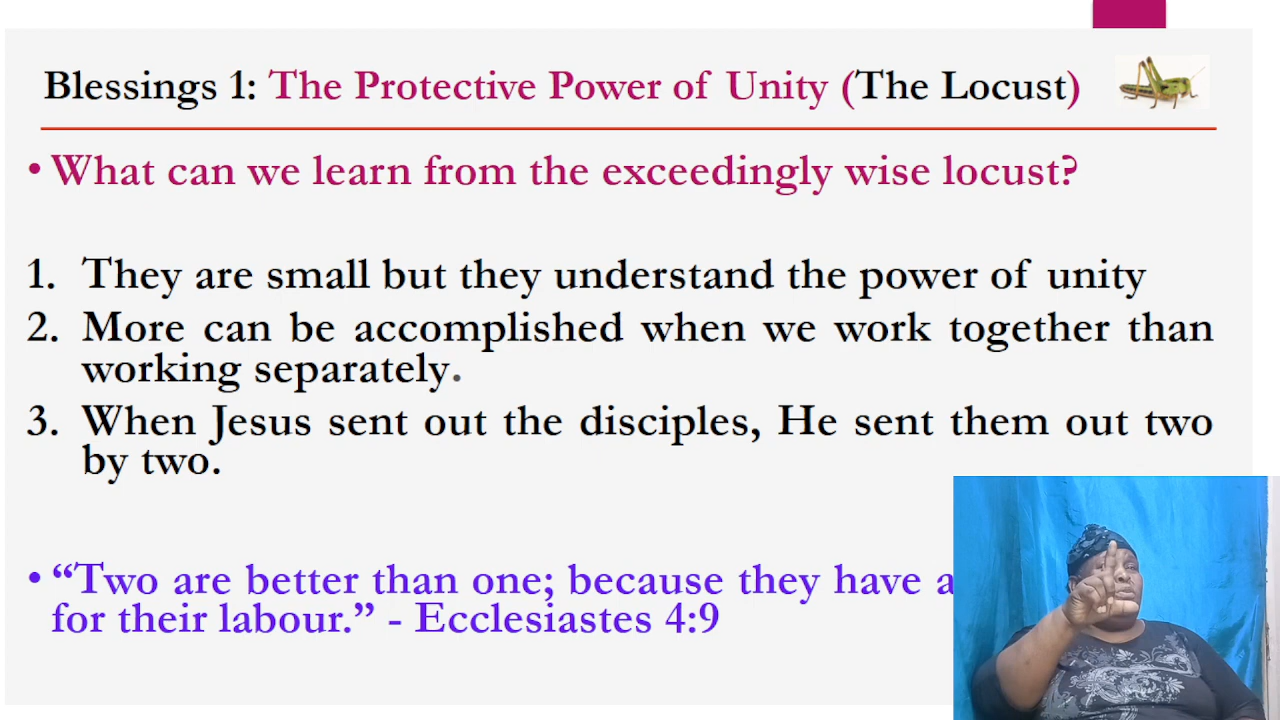 Blessings 1: The Protective Power of Unity (The Locust)
• What can we learn from the exceedingly wise locust?
1. They are small but they understand the power of unity
2. More can be accomplished when we work together than
working separately.
3. When Jesus sent out the disciples, He sent them out two
by two.
• “Two are better than one; because they have a
for their labour.” - Ecclesiastes 4:9